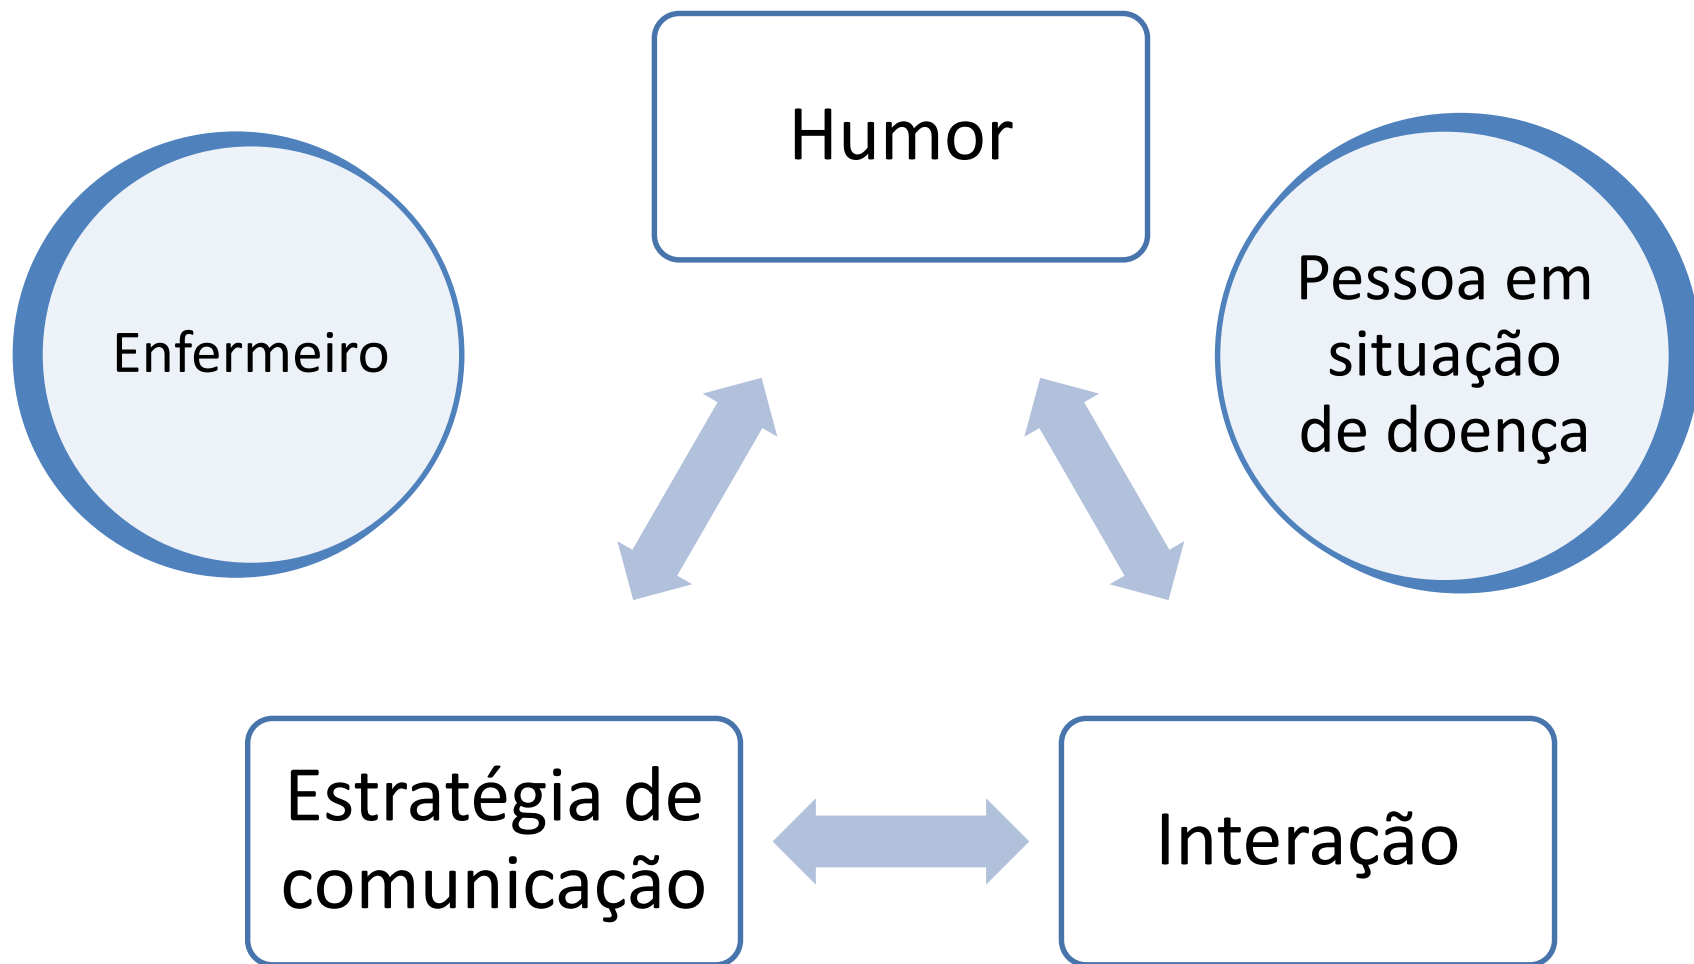 Humor
Enfermeiro
Pessoa em
situação
de doença
Estratégia de
comunicação
Interação